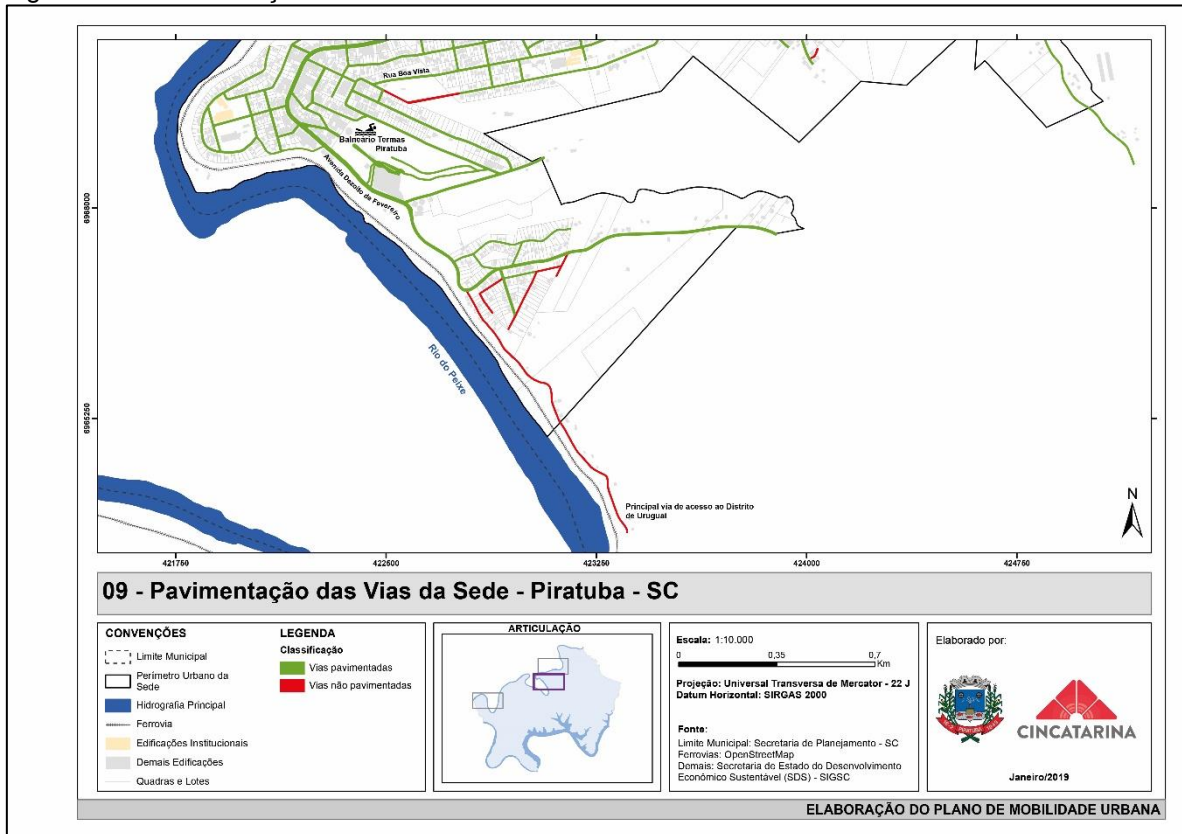 Rua Boa Vista
Balneário Termas
Piratuba
Avenida Dezoito de Fevereiro
Rio do Peixe
Principal via de acesso ao Distrito
de Uruguai
N
6966000
6965250
421750
422500
423250
424000
424750
09 - Pavimentação das Vias da Sede - Piratuba - SC
CONVENÇÕES
Limite Municipal
Perímetro Urbano da
Sede
Hidrografia Principal
Ferrovia
Edificações Institucionais
Demais Edificações
Quadras e Lotes
LEGENDA
Classificação
Vias pavimentadas
Vias não pavimentadas
ARTICULAÇÃO
Escala: 1:10.000
0 0,35 0,7
Km
Projeção: Universal Transversa de Mercator - 22 J
Datum Horizontal: SIRGAS 2000
Fonte:
Limite Municipal: Secretaria de Planejamento - SC
Ferrovias: OpenStreetMap
Demais: Secretaria de Estado do Desenvolvimento
Econômico Sustentável (SDS) - SIGSC
Elaborado por:
CINCATARINA
Janeiro/2019
ELABORAÇÃO DO PLANO DE MOBILIDADE URBANA